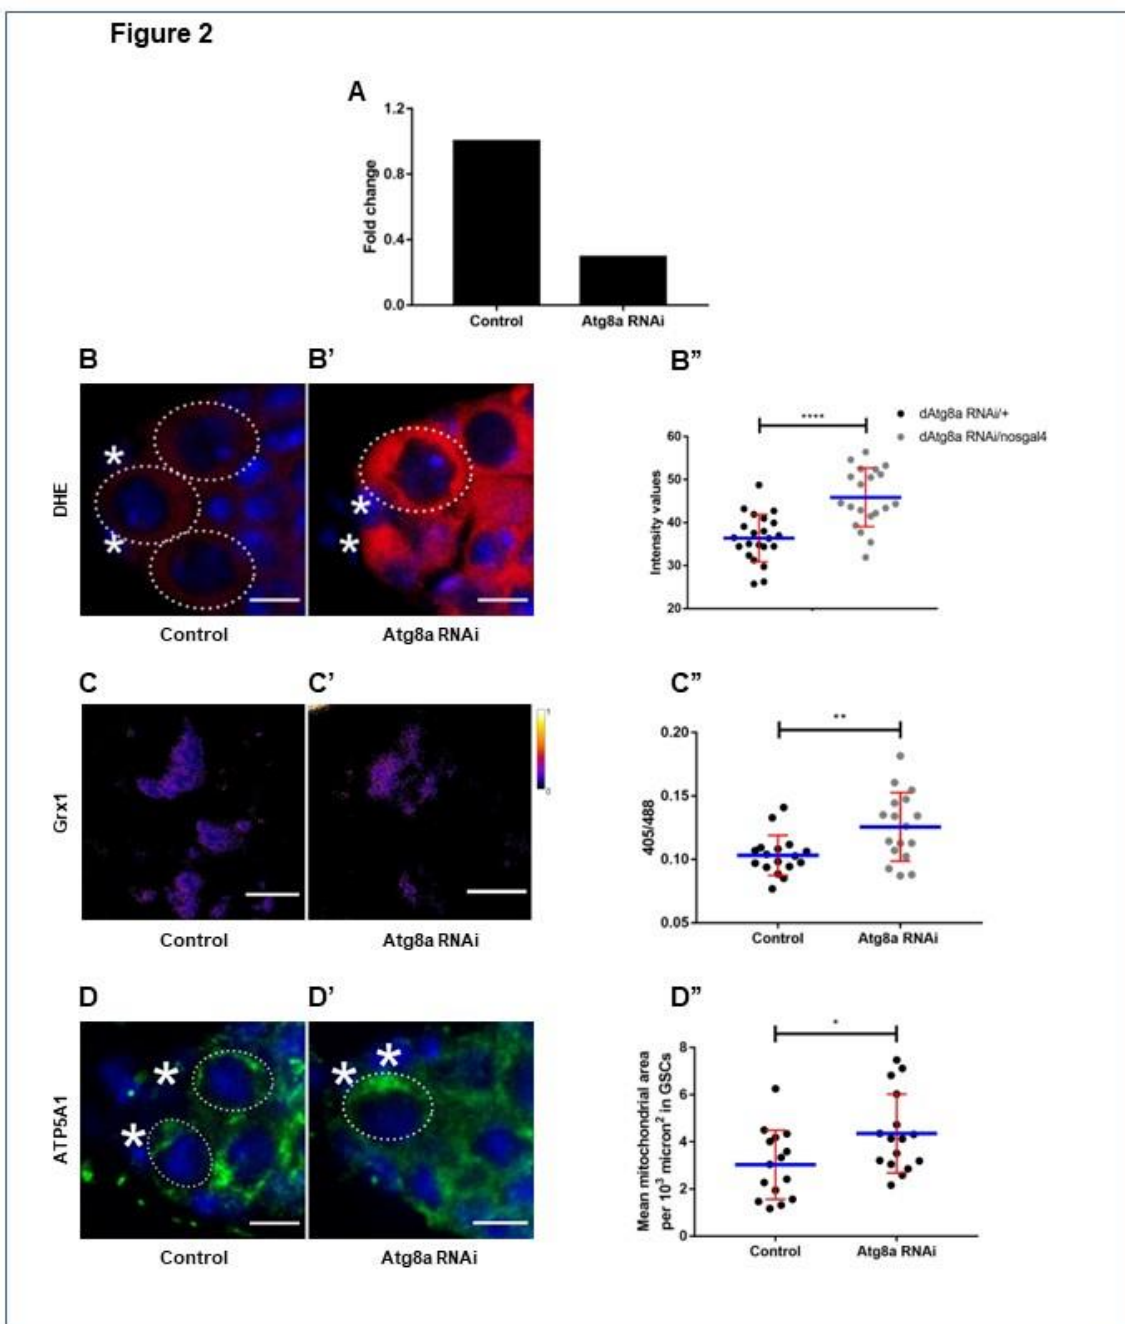 Figure 2
A
1.2
0.8
0.4
0.0
Fold change
Control
Atg8a RNAi
B
B'
B"
DHE
*
*
*
*
Control
Atg8a RNAi
****
dAtg8a RNAi/+
dAtg8a RNAi/nosgal4
60
50
40
30
20
Intensity values
C
C'
C"
Grx1
1
0
Control
Atg8a RNAi
**
0.20
0.15
0.10
0.05
405/488
Control
Atg8a RNAi
D
D'
D"
ATP5A1
*
*
*
*
Control
Atg8a RNAi
*
8
6
4
2
0
Mean mitochondrial area
per 10³ micron² in GSCs
Control
Atg8a RNAi